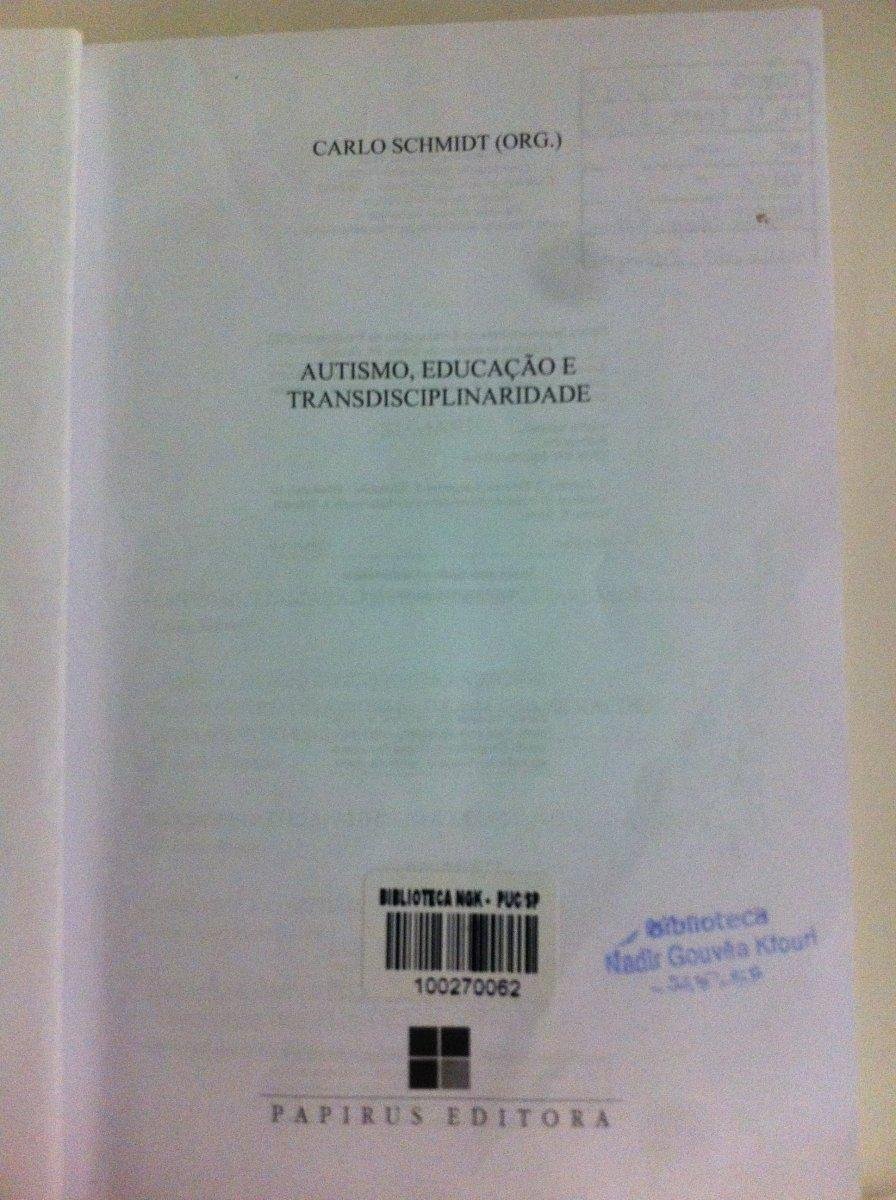 CARLO SCHMIDT (ORG.)
AUTISMO, EDUCAÇÃO E
TRANSDISCIPLINARIDADE
BIBLIOTECA NGK - PUC SP
100270062
Biblioteca
Nadir Gouvêa Kfouri
PAPIRUS EDITORA